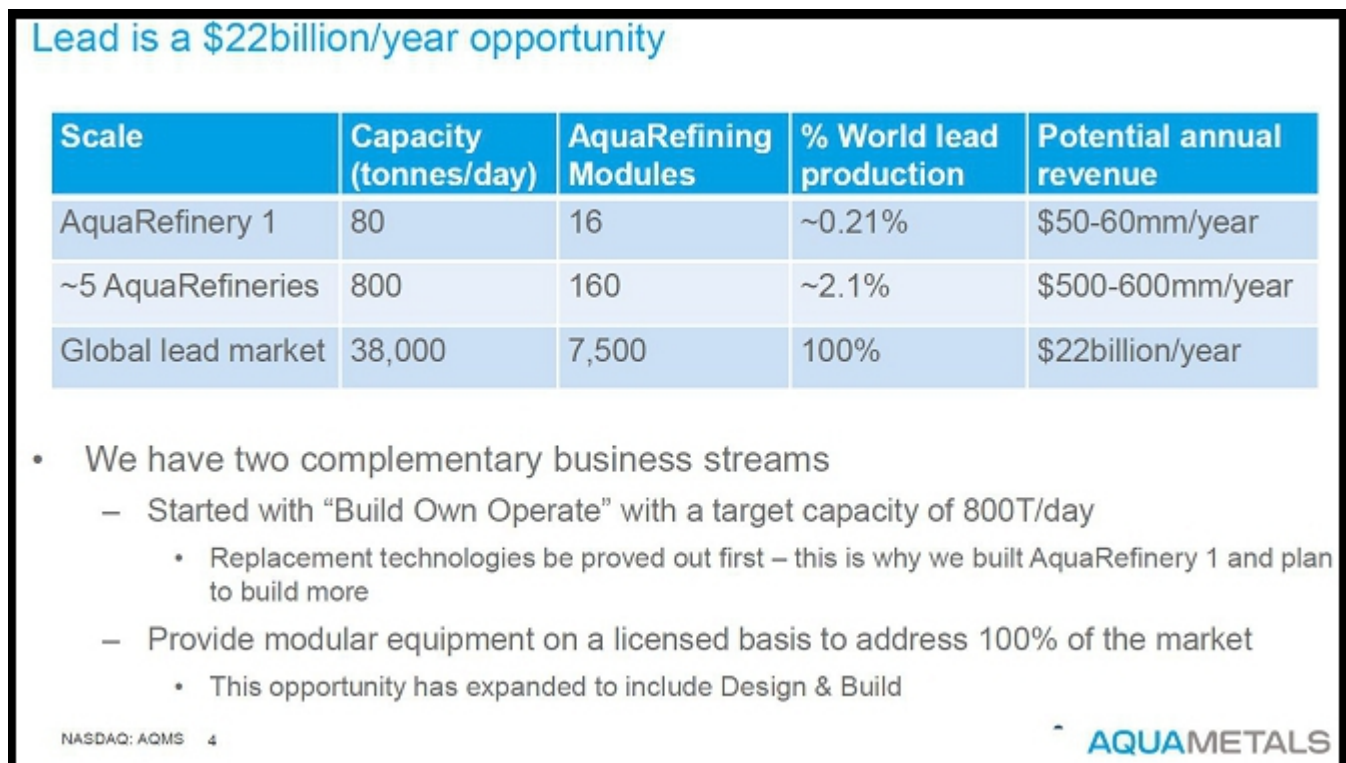 Lead is a $22billion/year opportunity
Scale Capacity (tonnes/day) AquaRefining Modules % World lead production Potential annual revenue
AquaRefinery 1 80 16 ~0.21% $50-60mm/year
~5 AquaRefineries 800 160 ~2.1% $500-600mm/year
Global lead market 38,000 7,500 100% $22billion/year
• We have two complementary business streams
– Started with “Build Own Operate” with a target capacity of 800T/day
• Replacement technologies be proved out first – this is why we built AquaRefinery 1 and plan
to build more
– Provide modular equipment on a licensed basis to address 100% of the market
• This opportunity has expanded to include Design & Build
NASDAQ: AQMS 4
AQUAMETALS